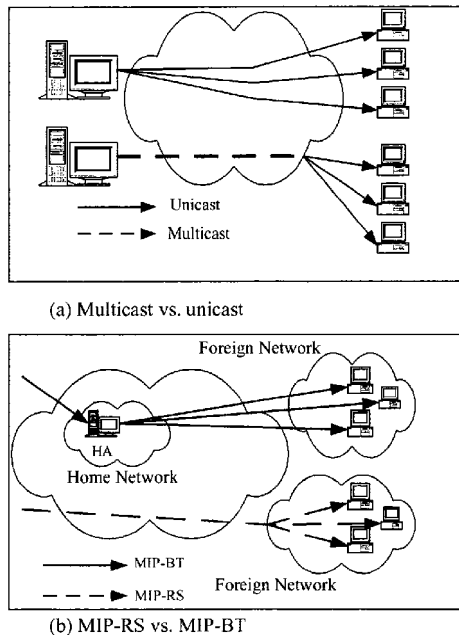 Unicast
Multicast
(a) Multicast vs. unicast
Foreign Network
HA
Home Network
MIP-BT
MIP-RS
Foreign Network
(b) MIP-RS vs. MIP-BT